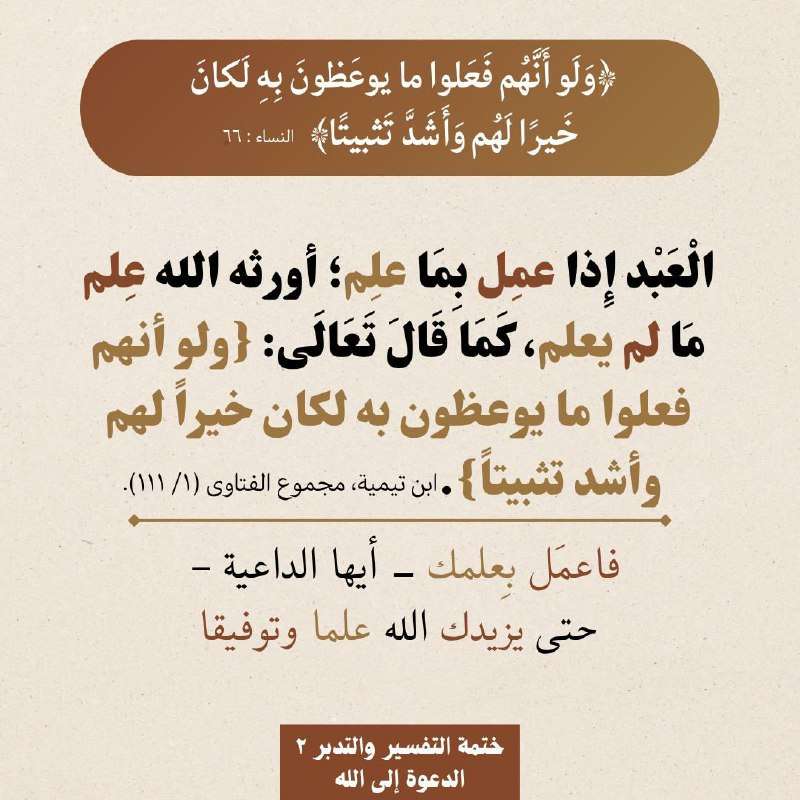 ﴿وَلَو أَنَّهُم فَعَلوا ما يوعَظونَ بِهِ لَكانَ
خَيرًا لَهُم وَأَشَدَّ تَثبيتًا﴾ النساء : ٦٦
الْعَبْد إِذا عمِل بِمَا علِم؛ أورثه الله عِلم
مَا لم يعلم، كَمَا قَالَ تَعَالَى: {ولو أنهم
فعلوا ما يوعظون به لكان خيراً لهم
وأشد تثبيتاً}. ابن تيمية، مجموع الفتاوى (١/ ١١١).
فاعمَل بِعلمك – أيها الداعية –
حتى يزيدك الله علما وتوفيقا
ختمة التفسير والتدبر ٢
الدعوة إلى الله